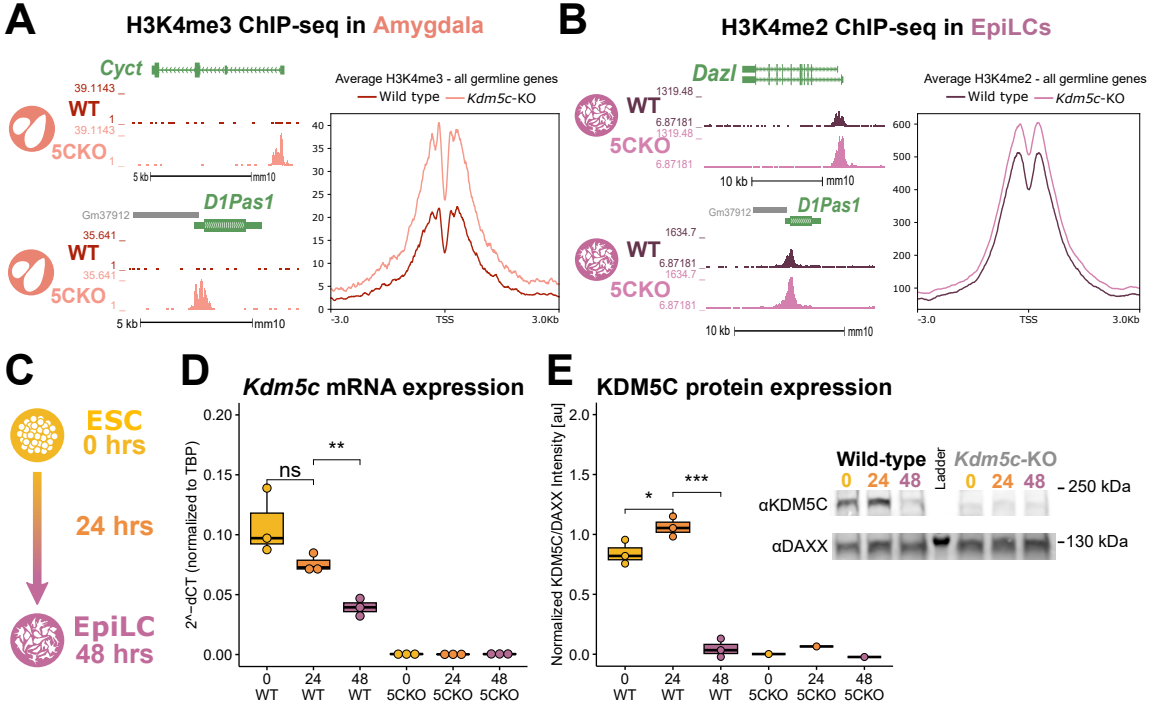 A
H3K4me3 ChIP-seq in Amygdala
Cyct
39.1143
WT
1
39.1143
5CKO
1
5 kb
mm10
D1Pas1
Gm37912
35.641
WT
1
35.641
5CKO
1
5 kb
mm10
Average H3K4me3 - all germline genes
Wild type
Kdm5c-KO
40
35
30
25
20
15
10
5
0
-3.0
TSS
3.0Kb
B
H3K4me2 ChIP-seq in EpiLCs
Dazl
1319.48
WT
6.87181
1319.48
5CKO
6.87181
10 kb
mm10
D1Pas1
Gm37912
1634.7
WT
6.87181
1634.7
5CKO
6.87181
10 kb
mm10
Average H3K4me2 - all germline genes
Wild type
Kdm5c-KO
600
500
400
300
200
100
-3.0
TSS
3.0Kb
C
ESC
0 hrs
24 hrs
EpiLC
48 hrs
D
Kdm5c mRNA expression
2^-dCT (normalized to TBP)
0.20
0.15
0.10
0.05
0.00
ns
**
0
WT
24
WT
48
WT
0
5CKO
24
5CKO
48
5CKO
E
KDM5C protein expression
Normalized KDM5C/DAXX Intensity [au]
2.0
1.5
1.0
0.5
0.0
*
***
0
WT
24
WT
48
WT
0
5CKO
24
5CKO
48
5CKO
Wild-type
Ladder
Kdm5c-KO
0 24 48
0 24 48
αKDM5C
αDAXX
- 250 kDa
-130 kDa